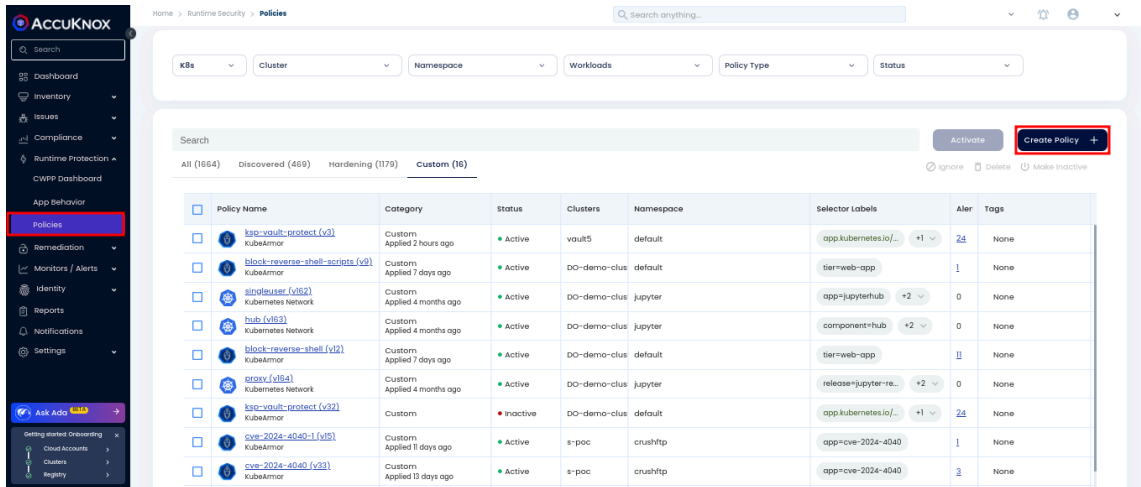 ACCUKNOX
Search
Dashboard
Inventory
Issues
Compliance
Runtime Protection
CWPP Dashboard
App Behavior
Policies
Remediation
Monitors / Alerts
Identity
Reports
Notifications
Settings
Ask Ada BETA
Getting started: Onboarding x
Cloud Accounts
Clusters
Registry
Home > Runtime Security > Policies
Search anything...
K8s Cluster Namespace Workloads Policy Type Status
Search Activate Create Policy +
All (1664) Discovered (469) Hardening (1179) Custom (16)
Ignore Delete Make Inactive
Policy Name Category Status Clusters Namespace Selector Labels Aler Tags
ksp-vault-protect (v3) Custom Active vault5 default app.kubernetes.io/... +1 24 None
KubeArmor Applied 2 hours ago
block-reverse-shell-scripts (v9) Custom Active DO-demo-clus default tier=web-app 1 None
KubeArmor Applied 7 days ago
singleuser (v162) Custom Active DO-demo-clus jupyter app=jupyterhub +2 0 None
Kubernetes Network Applied 4 months ago
hub (v163) Custom Active DO-demo-clus jupyter component=hub +2 0 None
Kubernetes Network Applied 4 months ago
block-reverse-shell (v12) Custom Active DO-demo-clus default tier=web-app 11 None
KubeArmor Applied 7 days ago
proxy (v164) Custom Active DO-demo-clus jupyter release=jupyter-re... +2 0 None
Kubernetes Network Applied 4 months ago
ksp-vault-protect (v32) Custom Inactive DO-demo-clus default app.kubernetes.io/... +1 24 None
KubeArmor
cve-2024-4040-1 (v15) Custom Active s-poc crushftp app=cve-2024-4040 1 None
KubeArmor Applied 11 days ago
cve-2024-4040 (v33) Custom Active s-poc crushftp app=cve-2024-4040 3 None
KubeArmor Applied 13 days ago